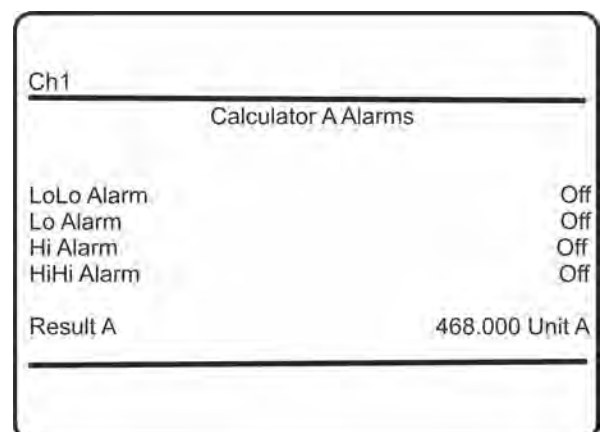 Ch1
Calculator A Alarms
LoLo Alarm Off
Lo Alarm Off
Hi Alarm Off
HiHi Alarm Off
Result A 468.000 Unit A